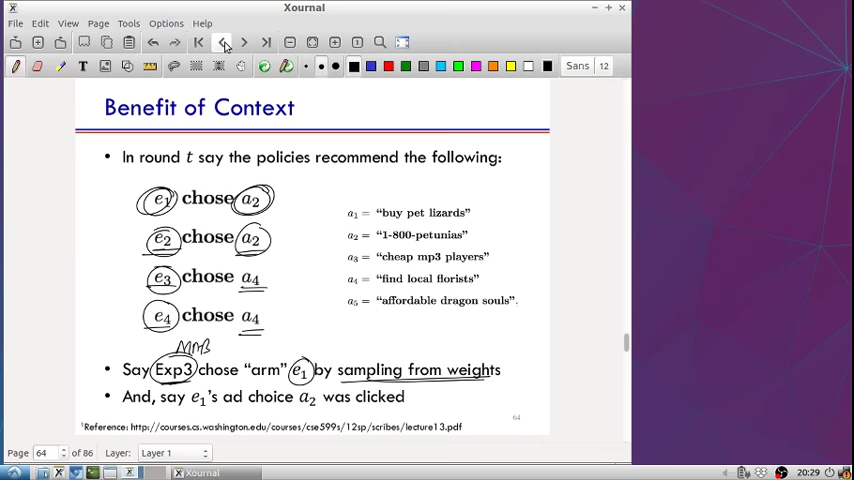 Xournal
File Edit View Page Tools Options Help
Sans 12
Benefit of Context
• In round t say the policies recommend the following:
e1 chose a2
e2 chose a2
e3 chose a4
e4 chose a4
a1 = "buy pet lizards"
a2 = "1-800-petunias"
a3 = "cheap mp3 players"
a4 = "find local florists"
a5 = "affordable dragon souls".
MAB
• Say Exp3 chose "arm" e1 by sampling from weights
• And, say e1's ad choice a2 was clicked
64
1Reference: http://courses.cs.washington.edu/courses/cse599s/12sp/scribes/lecture13.pdf
Page 64 of 86 Layer: Layer 1
Xournal
20:29